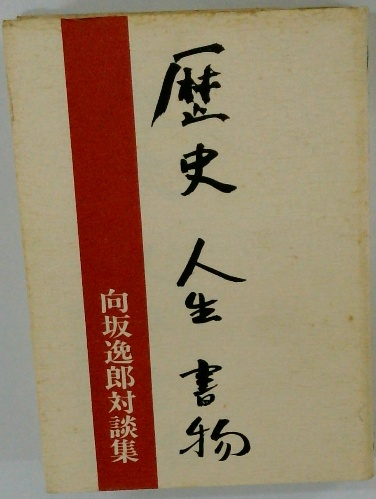 歴史 人生 書物
向坂逸郎対談集